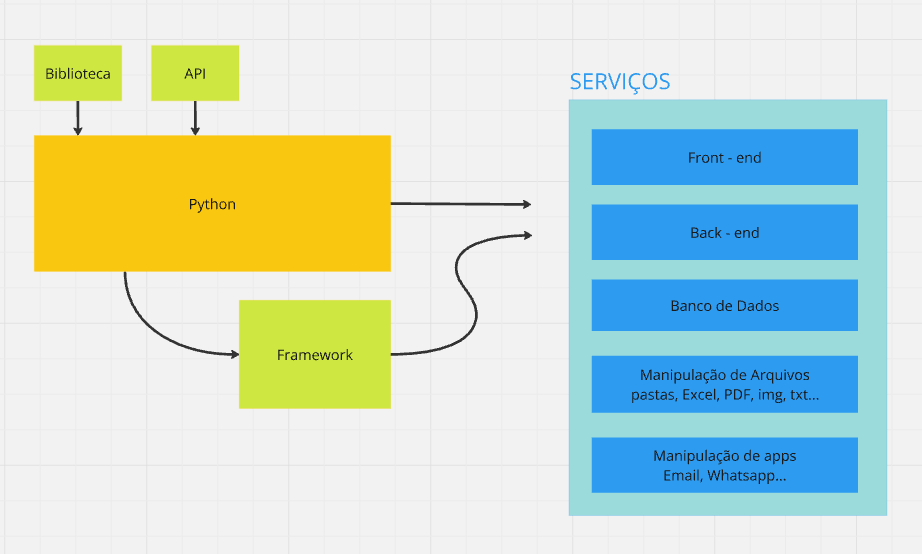 Biblioteca
API
Python
Framework
SERVIÇOS
Front - end
Back - end
Banco de Dados
Manipulação de Arquivos
pastas, Excel, PDF, img, txt...
Manipulação de apps
Email, Whatsapp...